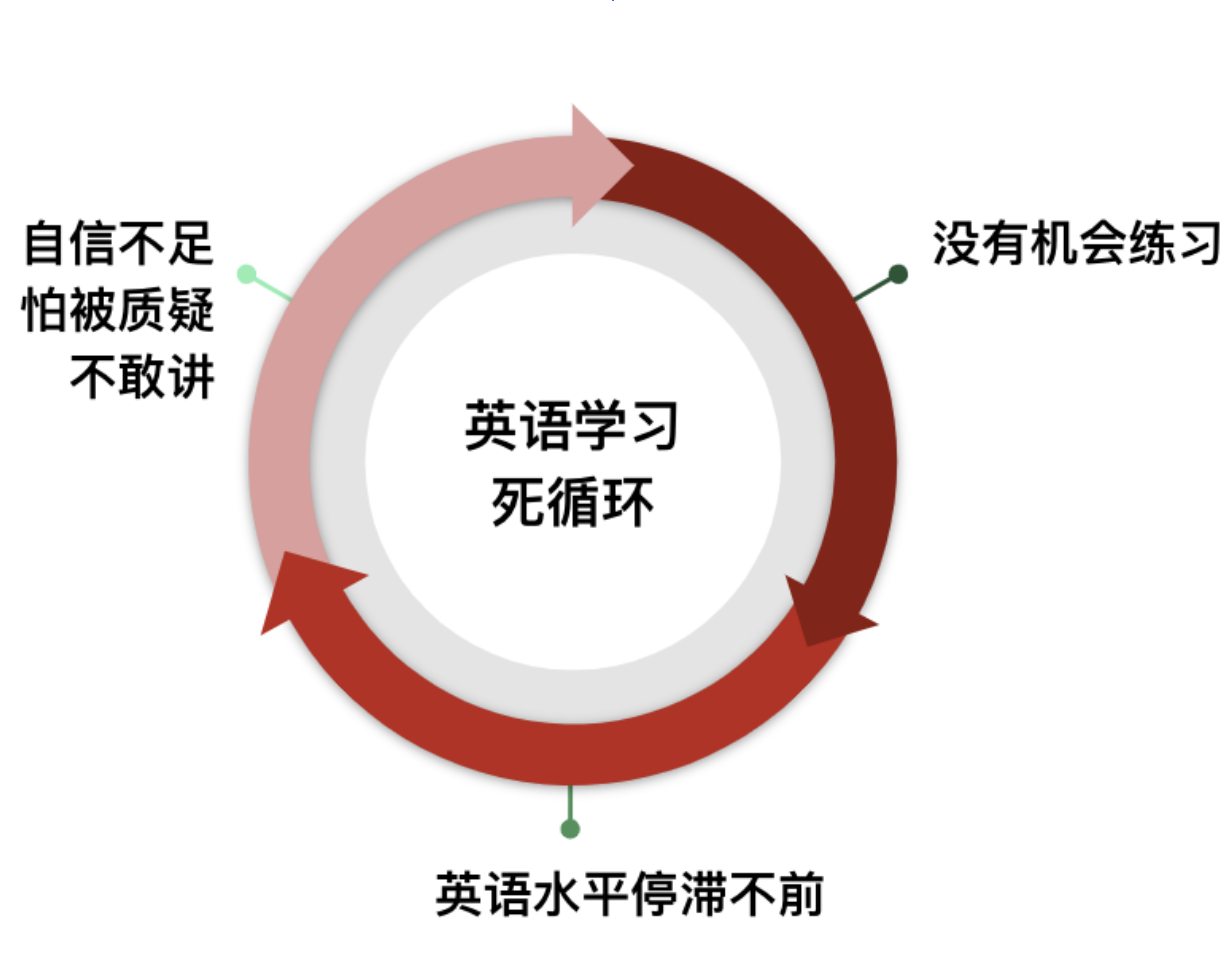 自信不足
怕被质疑
不敢讲
没有机会练习
英语学习
死循环
英语水平停滞不前